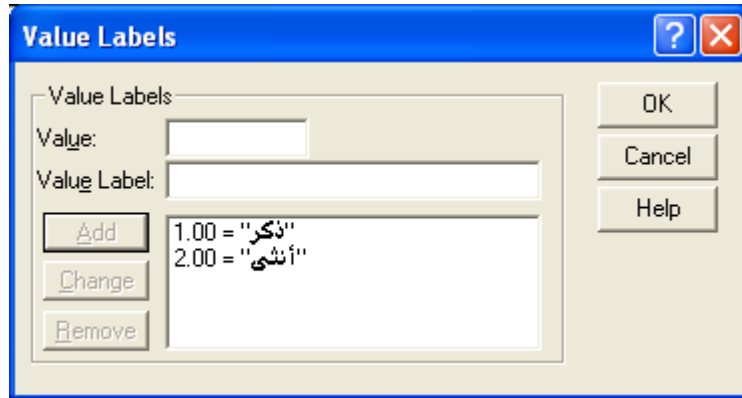 Value Labels
Value Labels
OK
Value:
Cancel
Value Label:
Help
Add
1.00 = "ذكر"
2.00 = "أنثى"
Change
Remove